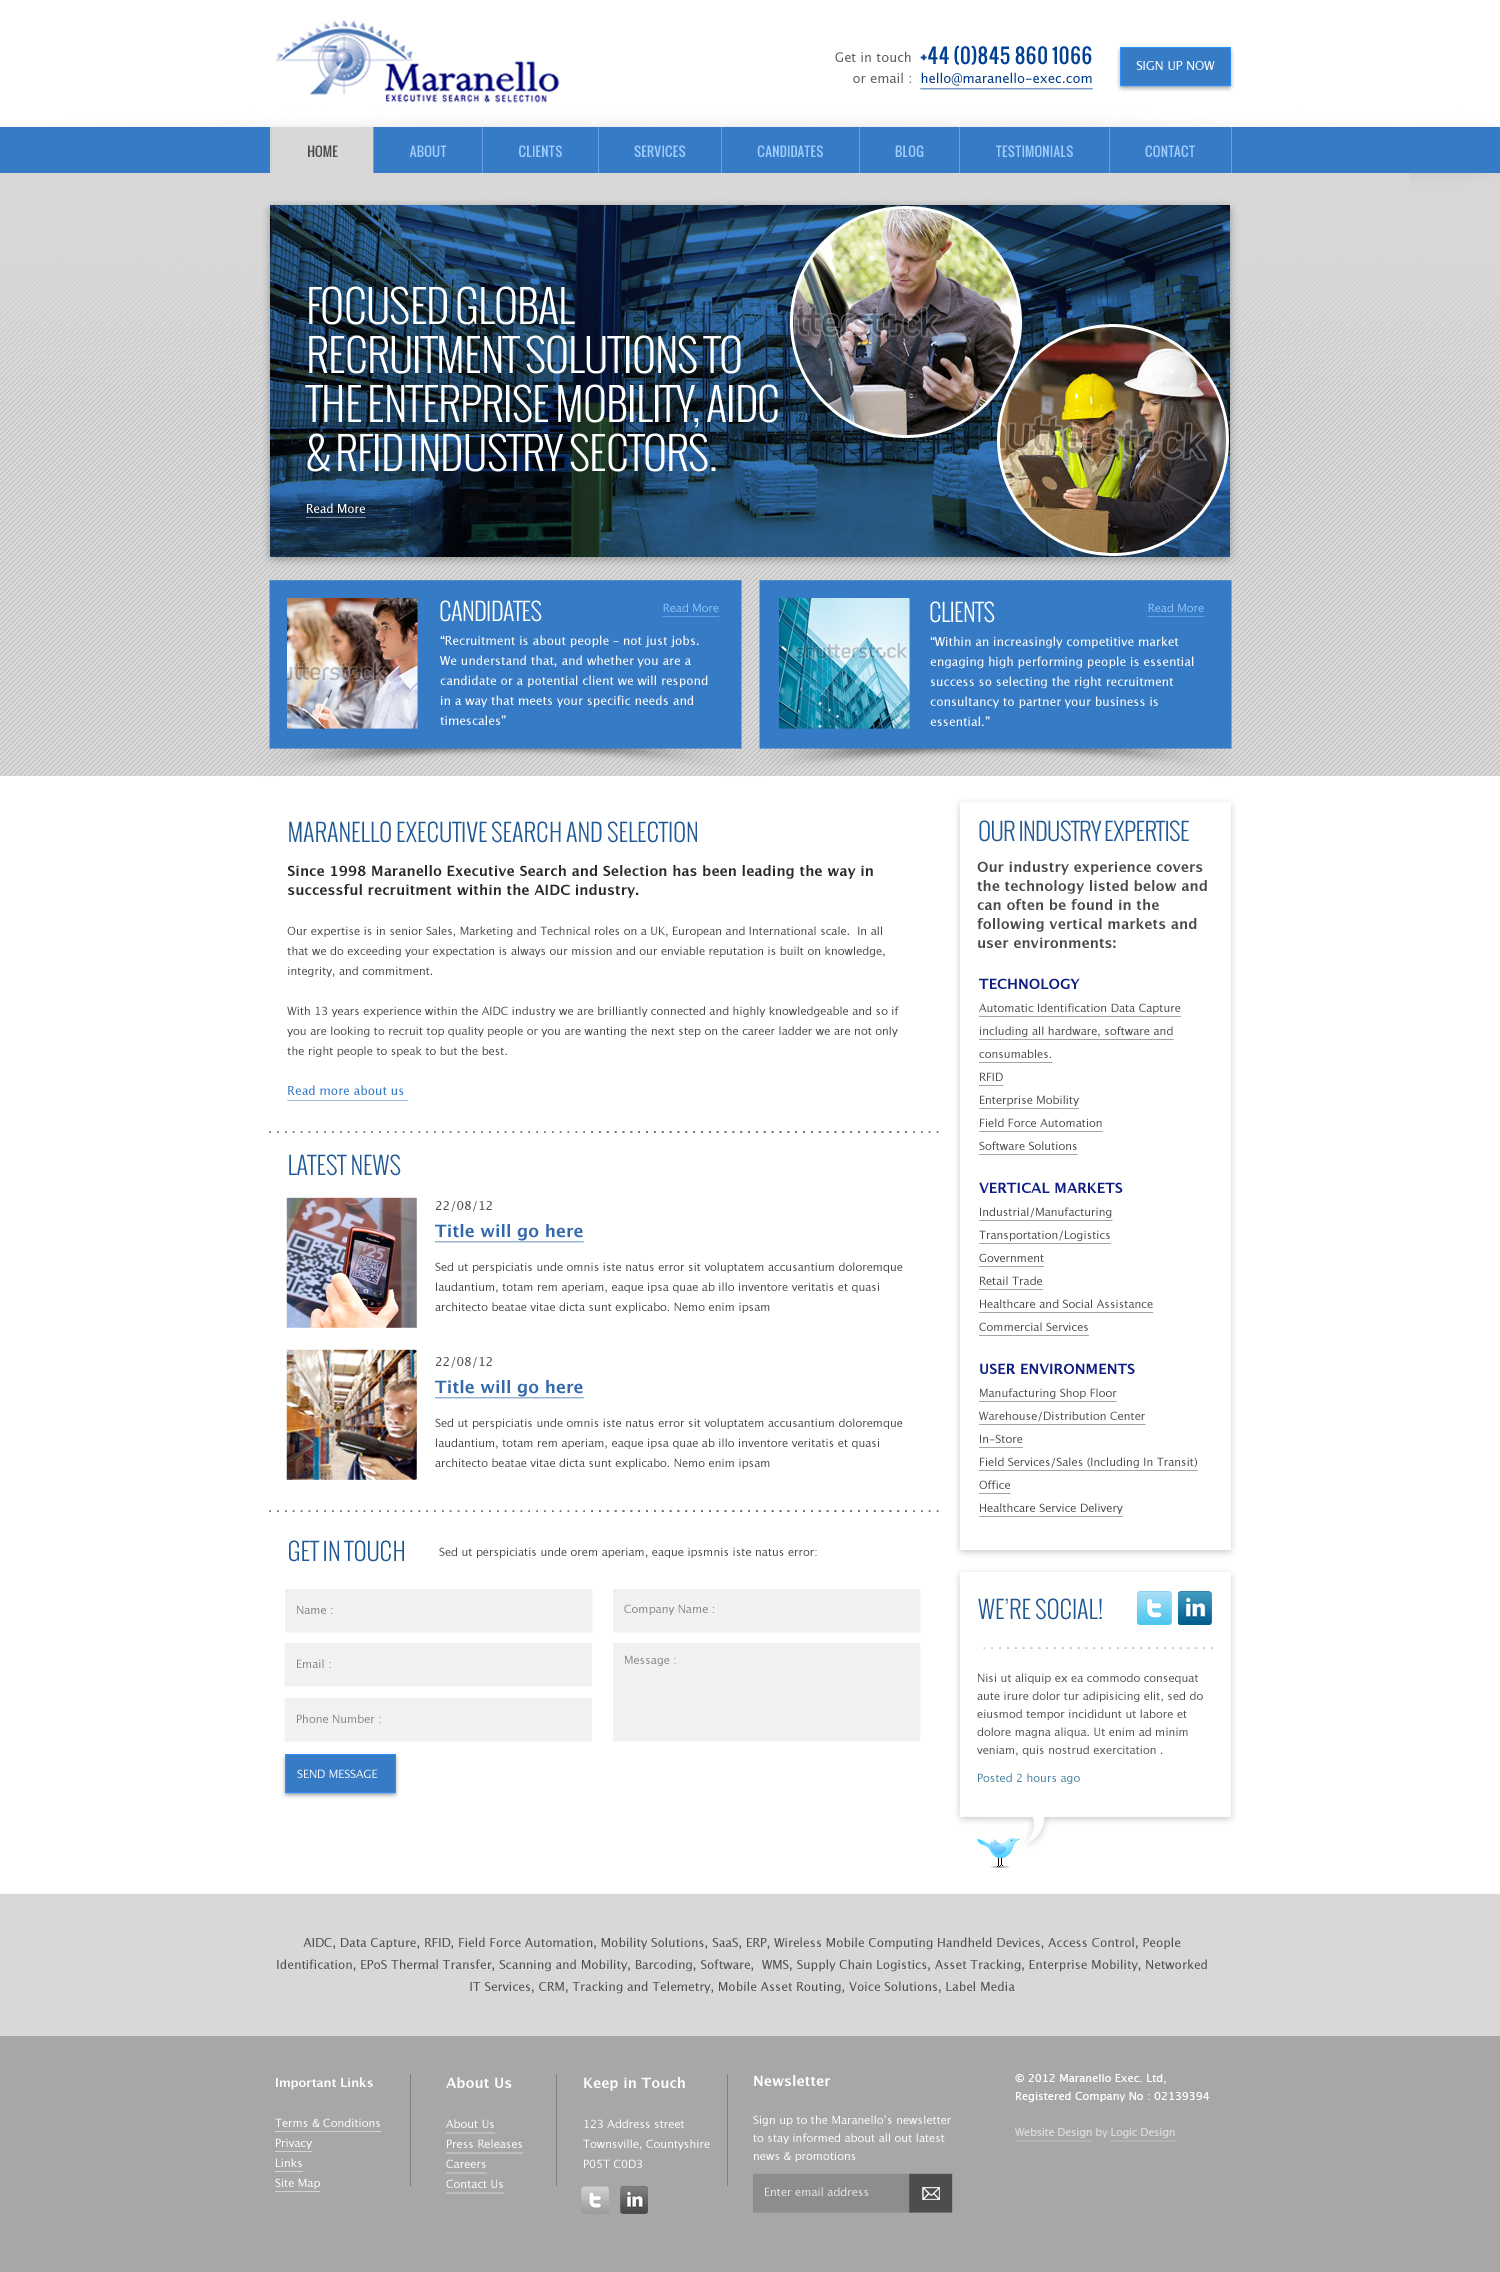 Maranello
EXECUTIVE SEARCH & SELECTION
Get in touch +44 (0)845 860 1066
or email : hello@maranello-exec.com
SIGN UP NOW
HOME ABOUT CLIENTS SERVICES CANDIDATES BLOG TESTIMONIALS CONTACT
FOCUSED GLOBAL
RECRUITMENT SOLUTIONS TO
THE ENTERPRISE MOBILITY, AIDC
& RFID INDUSTRY SECTORS.
Read More
utterstock
utterstock
CANDIDATES
Read More
“Recruitment is about people – not just jobs.
We understand that, and whether you are a
candidate or a potential client we will respond
in a way that meets your specific needs and
timescales”
utterstock
CLIENTS
Read More
“Within an increasingly competitive market
engaging high performing people is essential
success so selecting the right recruitment
consultancy to partner your business is
essential.”
shutterstock
MARANELLO EXECUTIVE SEARCH AND SELECTION
Since 1998 Maranello Executive Search and Selection has been leading the way in
successful recruitment within the AIDC industry.
Our expertise is in senior Sales, Marketing and Technical roles on a UK, European and International scale. In all
that we do exceeding your expectation is always our mission and our enviable reputation is built on knowledge,
integrity, and commitment.
With 13 years experience within the AIDC industry we are brilliantly connected and highly knowledgeable and so if
you are looking to recruit top quality people or you are wanting the next step on the career ladder we are not only
the right people to speak to but the best.
Read more about us
LATEST NEWS
$25
22/08/12
Title will go here
Sed ut perspiciatis unde omnis iste natus error sit voluptatem accusantium doloremque
laudantium, totam rem aperiam, eaque ipsa quae ab illo inventore veritatis et quasi
architecto beatae vitae dicta sunt explicabo. Nemo enim ipsam
22/08/12
Title will go here
Sed ut perspiciatis unde omnis iste natus error sit voluptatem accusantium doloremque
laudantium, totam rem aperiam, eaque ipsa quae ab illo inventore veritatis et quasi
architecto beatae vitae dicta sunt explicabo. Nemo enim ipsam
GET IN TOUCH
Sed ut perspiciatis unde orem aperiam, eaque ipsmnis iste natus error:
Name :
Company Name :
Email :
Message :
Phone Number :
SEND MESSAGE
OUR INDUSTRY EXPERTISE
Our industry experience covers
the technology listed below and
can often be found in the
following vertical markets and
user environments:
TECHNOLOGY
Automatic Identification Data Capture
including all hardware, software and
consumables.
RFID
Enterprise Mobility
Field Force Automation
Software Solutions
VERTICAL MARKETS
Industrial/Manufacturing
Transportation/Logistics
Government
Retail Trade
Healthcare and Social Assistance
Commercial Services
USER ENVIRONMENTS
Manufacturing Shop Floor
Warehouse/Distribution Center
In-Store
Field Services/Sales (Including In Transit)
Office
Healthcare Service Delivery
WE'RE SOCIAL!
t in
Nisi ut aliquip ex ea commodo consequat
aute irure dolor tur adipisicing elit, sed do
eiusmod tempor incididunt ut labore et
dolore magna aliqua. Ut enim ad minim
veniam, quis nostrud exercitation .
Posted 2 hours ago
AIDC, Data Capture, RFID, Field Force Automation, Mobility Solutions, SaaS, ERP, Wireless Mobile Computing Handheld Devices, Access Control, People
Identification, EPoS Thermal Transfer, Scanning and Mobility, Barcoding, Software, WMS, Supply Chain Logistics, Asset Tracking, Enterprise Mobility, Networked
IT Services, CRM, Tracking and Telemetry, Mobile Asset Routing, Voice Solutions, Label Media
Important Links
Terms & Conditions
Privacy
Links
Site Map
About Us
About Us
Press Releases
Careers
Contact Us
Keep in Touch
123 Address street
Townsville, Countyshire
P05T C0D3
t in
Newsletter
Sign up to the Maranello's newsletter
to stay informed about all out latest
news & promotions
Enter email address
© 2012 Maranello Exec. Ltd,
Registered Company No : 02139394
Website Design by Logic Design